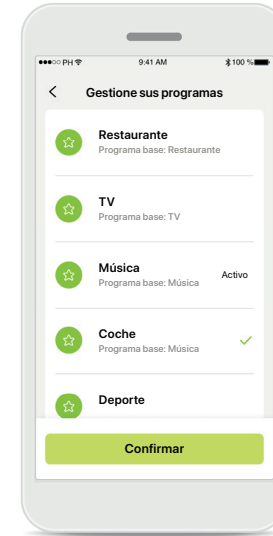 PH 9:41 AM 100 %
Gestione sus programas
Restaurante
Programa base: Restaurante
TV
Programa base: TV
Música
Programa base: Música
Activo
Coche
Programa base: Música
Deporte
Confirmar